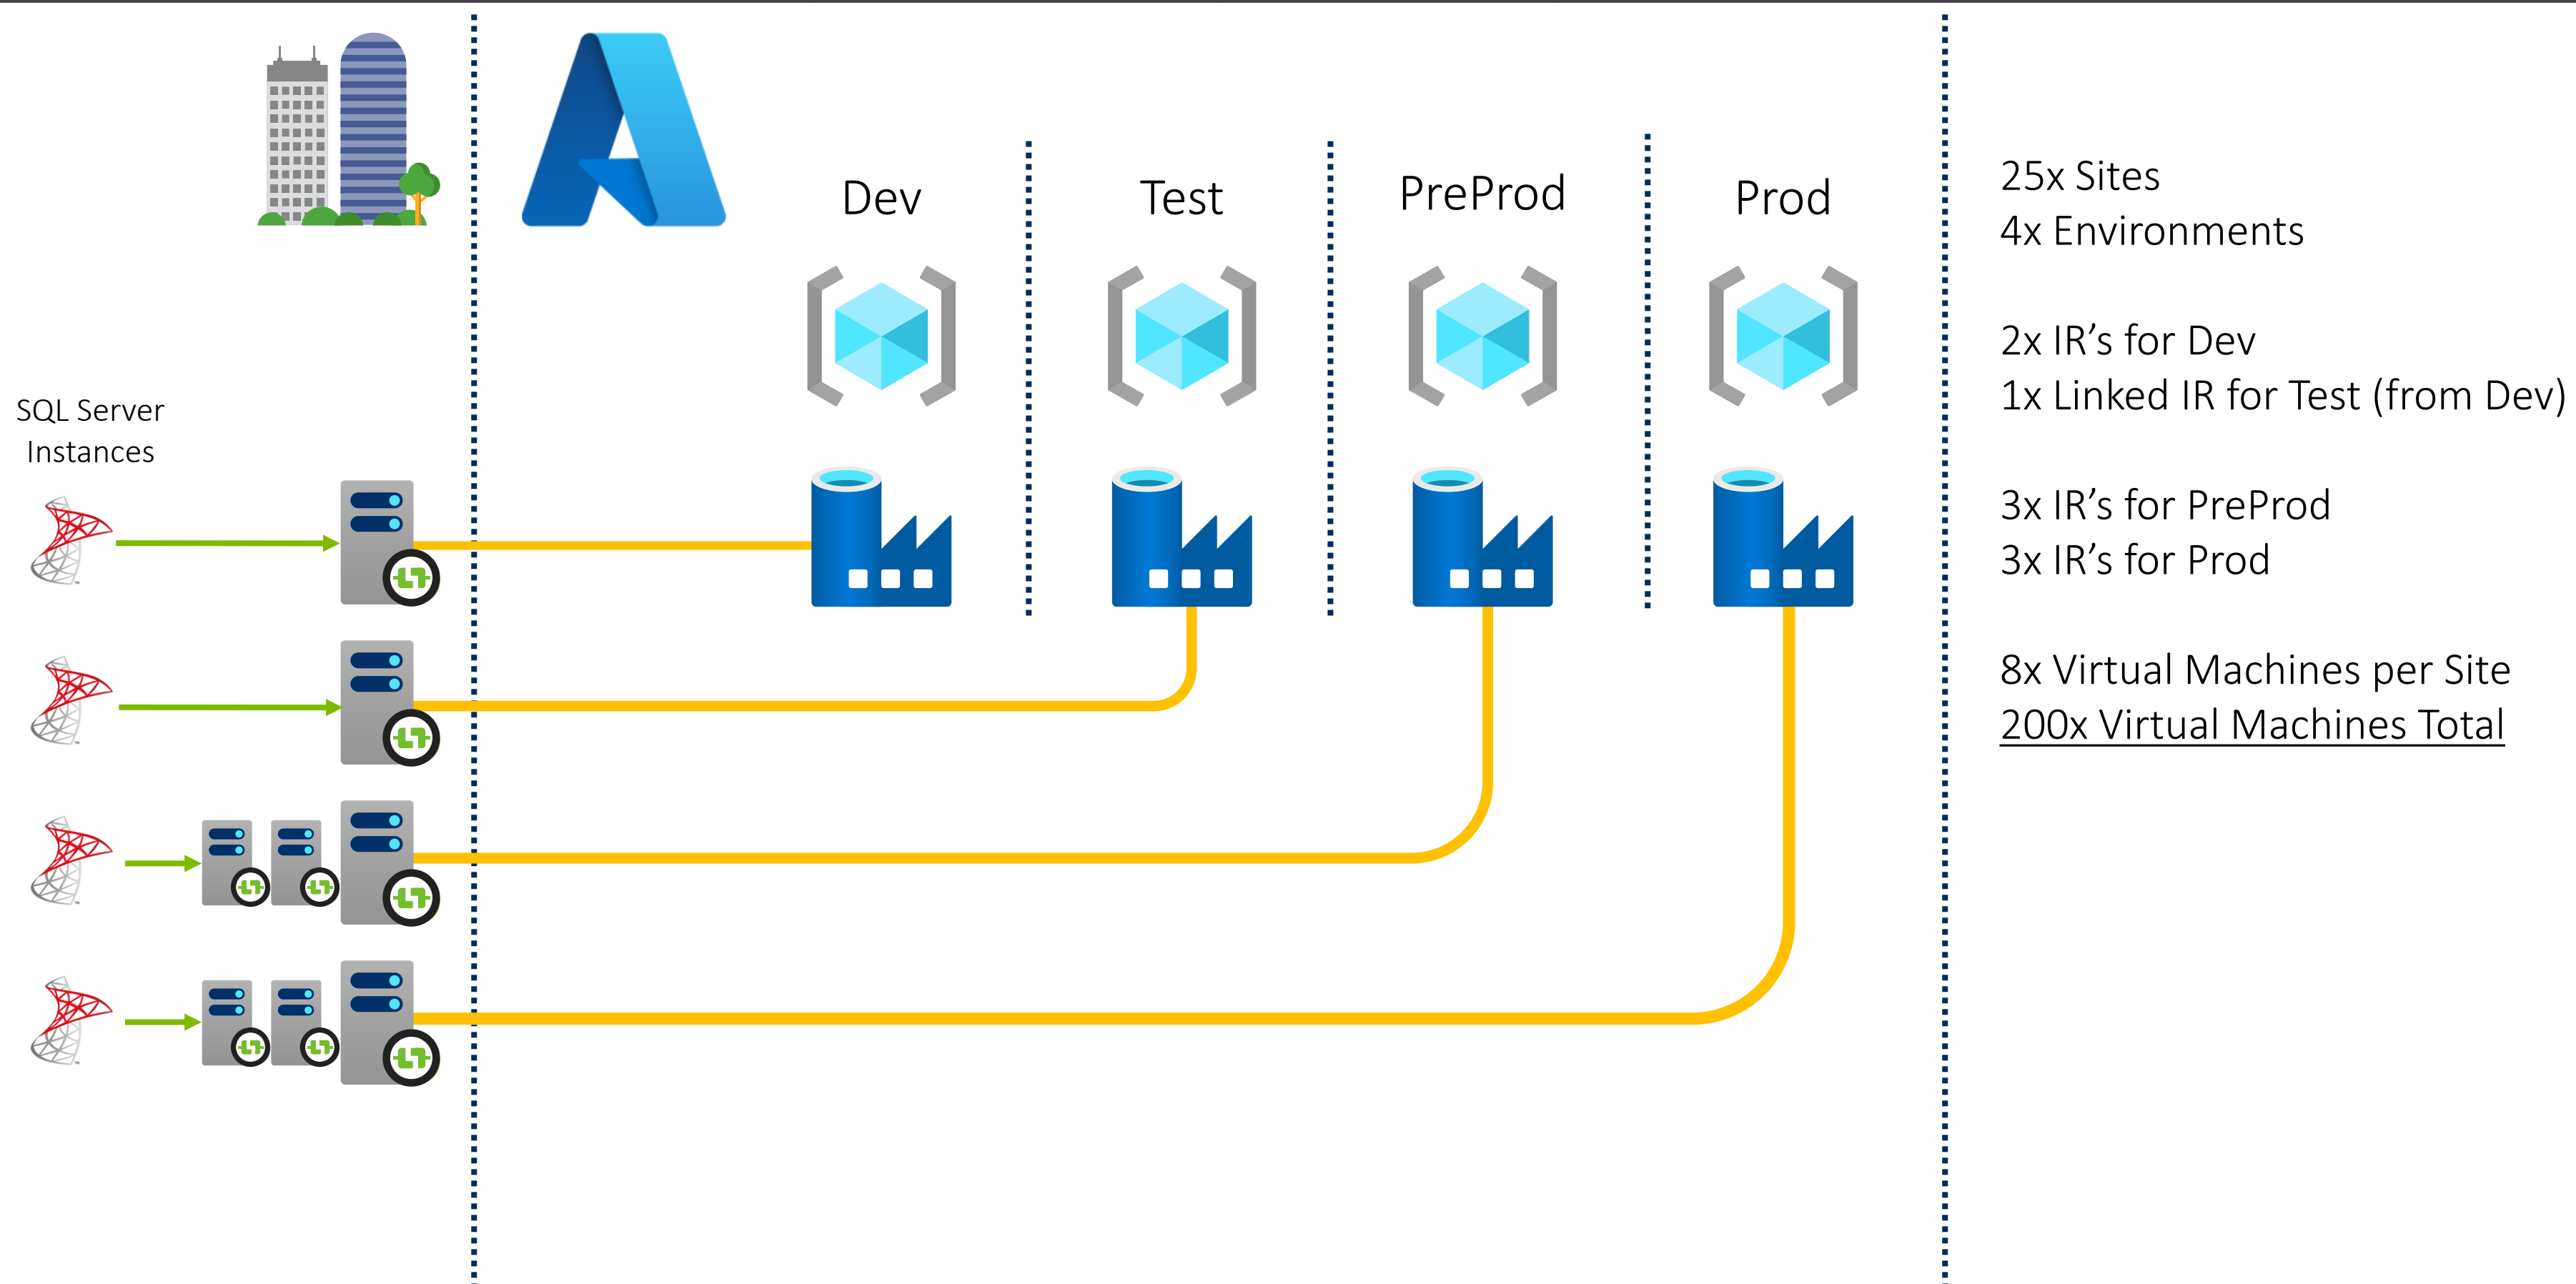 Dev
Test
PreProd
Prod
SQL Server
Instances
25x Sites
4x Environments
2x IR’s for Dev
1x Linked IR for Test (from Dev)
3x IR’s for PreProd
3x IR’s for Prod
8x Virtual Machines per Site
200x Virtual Machines Total